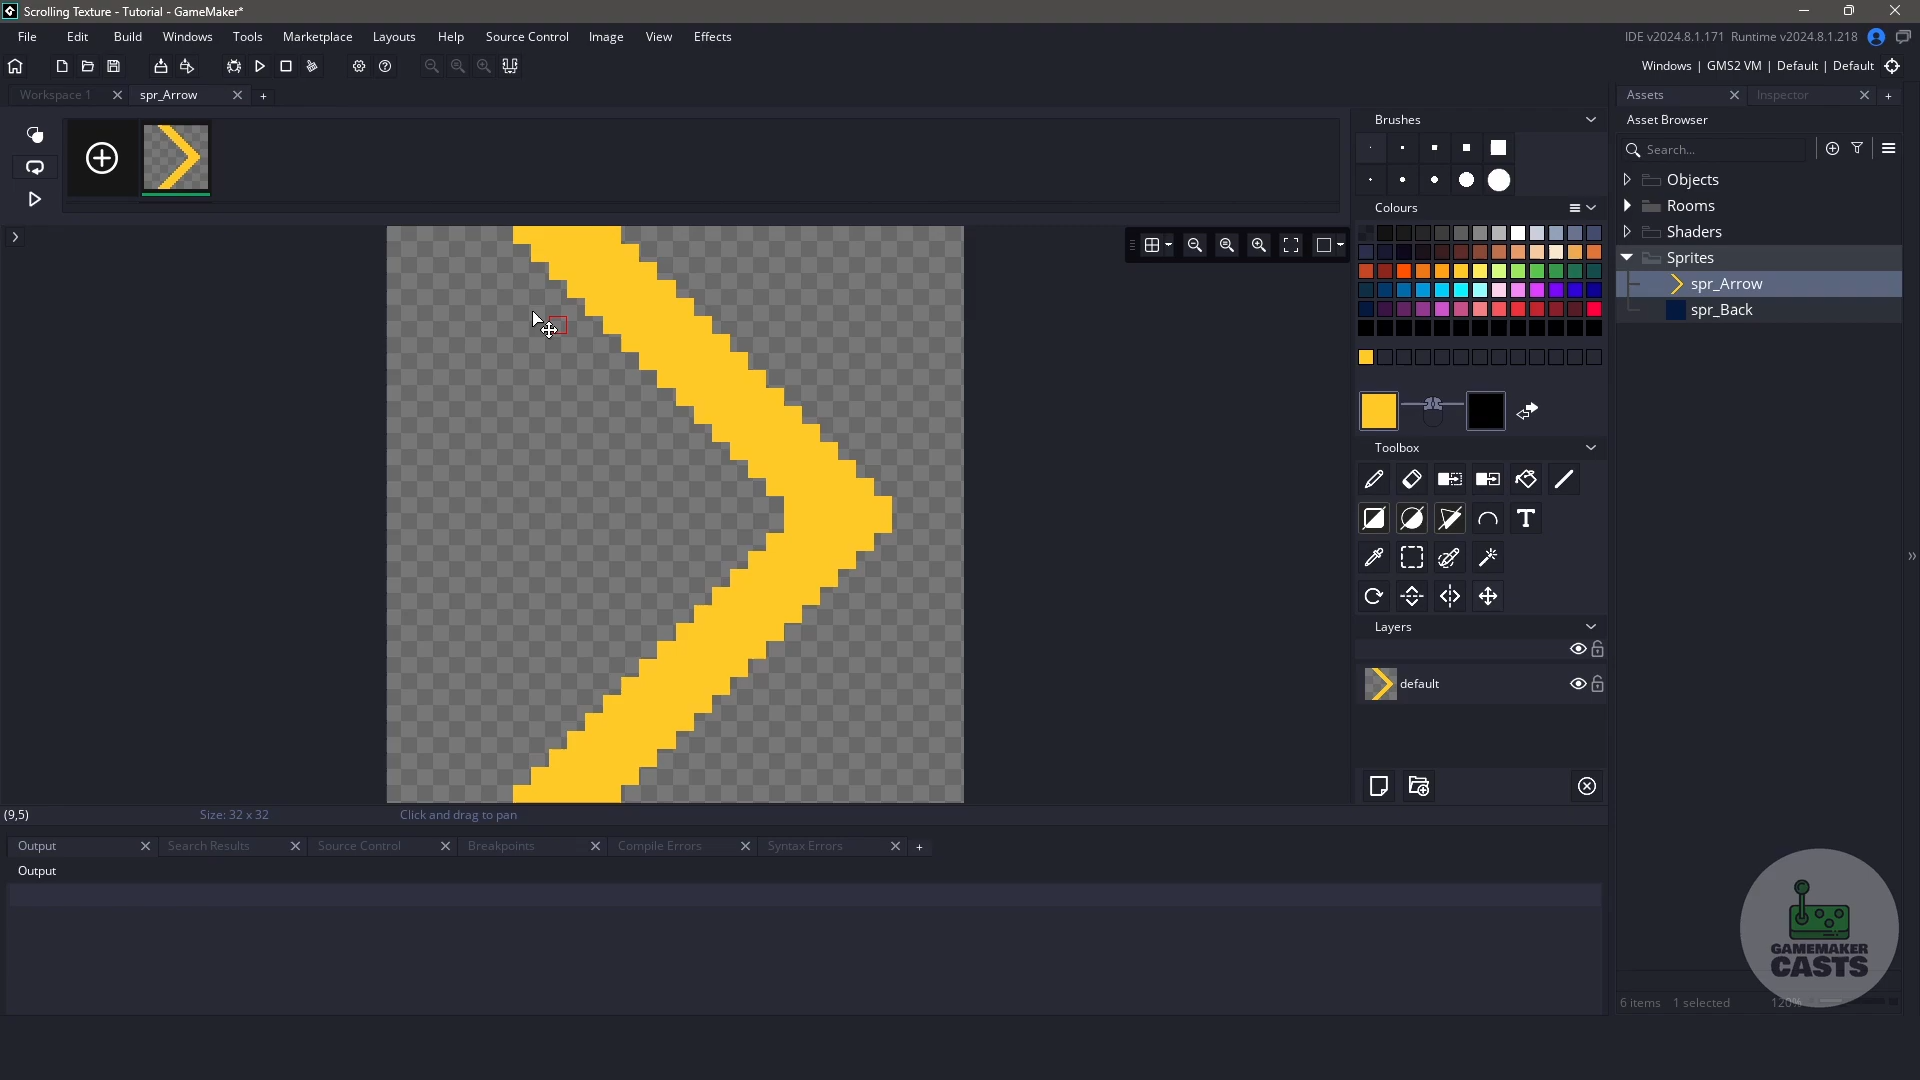 Scrolling Texture - Tutorial - GameMaker*
File Edit Build Windows Tools Marketplace Layouts Help Source Control Image View Effects
IDE v2024.8.1.171 Runtime v2024.8.1.218
Windows | GMS2 VM | Default | Default
Workspace 1 spr_Arrow
Assets Inspector
Asset Browser
Search...
Objects
Rooms
Shaders
Sprites
spr_Arrow
spr_Back
Brushes
Colours
Toolbox
T
Layers
default
(9,5) Size: 32 x 32 Click and drag to pan
Output Search Results Source Control Breakpoints Compile Errors Syntax Errors
Output
GAMEMAKER
CASTS
6 items 1 selected 120%